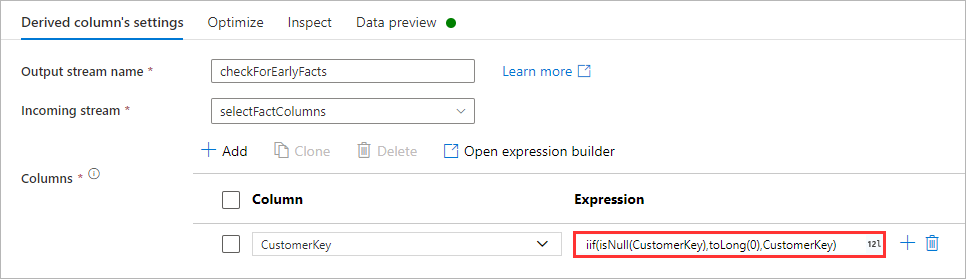 Derived column's settings Optimize Inspect Data preview
Output stream name * checkForEarlyFacts Learn more
Incoming stream * selectFactColumns
+ Add Clone Delete Open expression builder
Columns *
Column Expression
CustomerKey iif(isNull(CustomerKey),toLong(0),CustomerKey) 12l